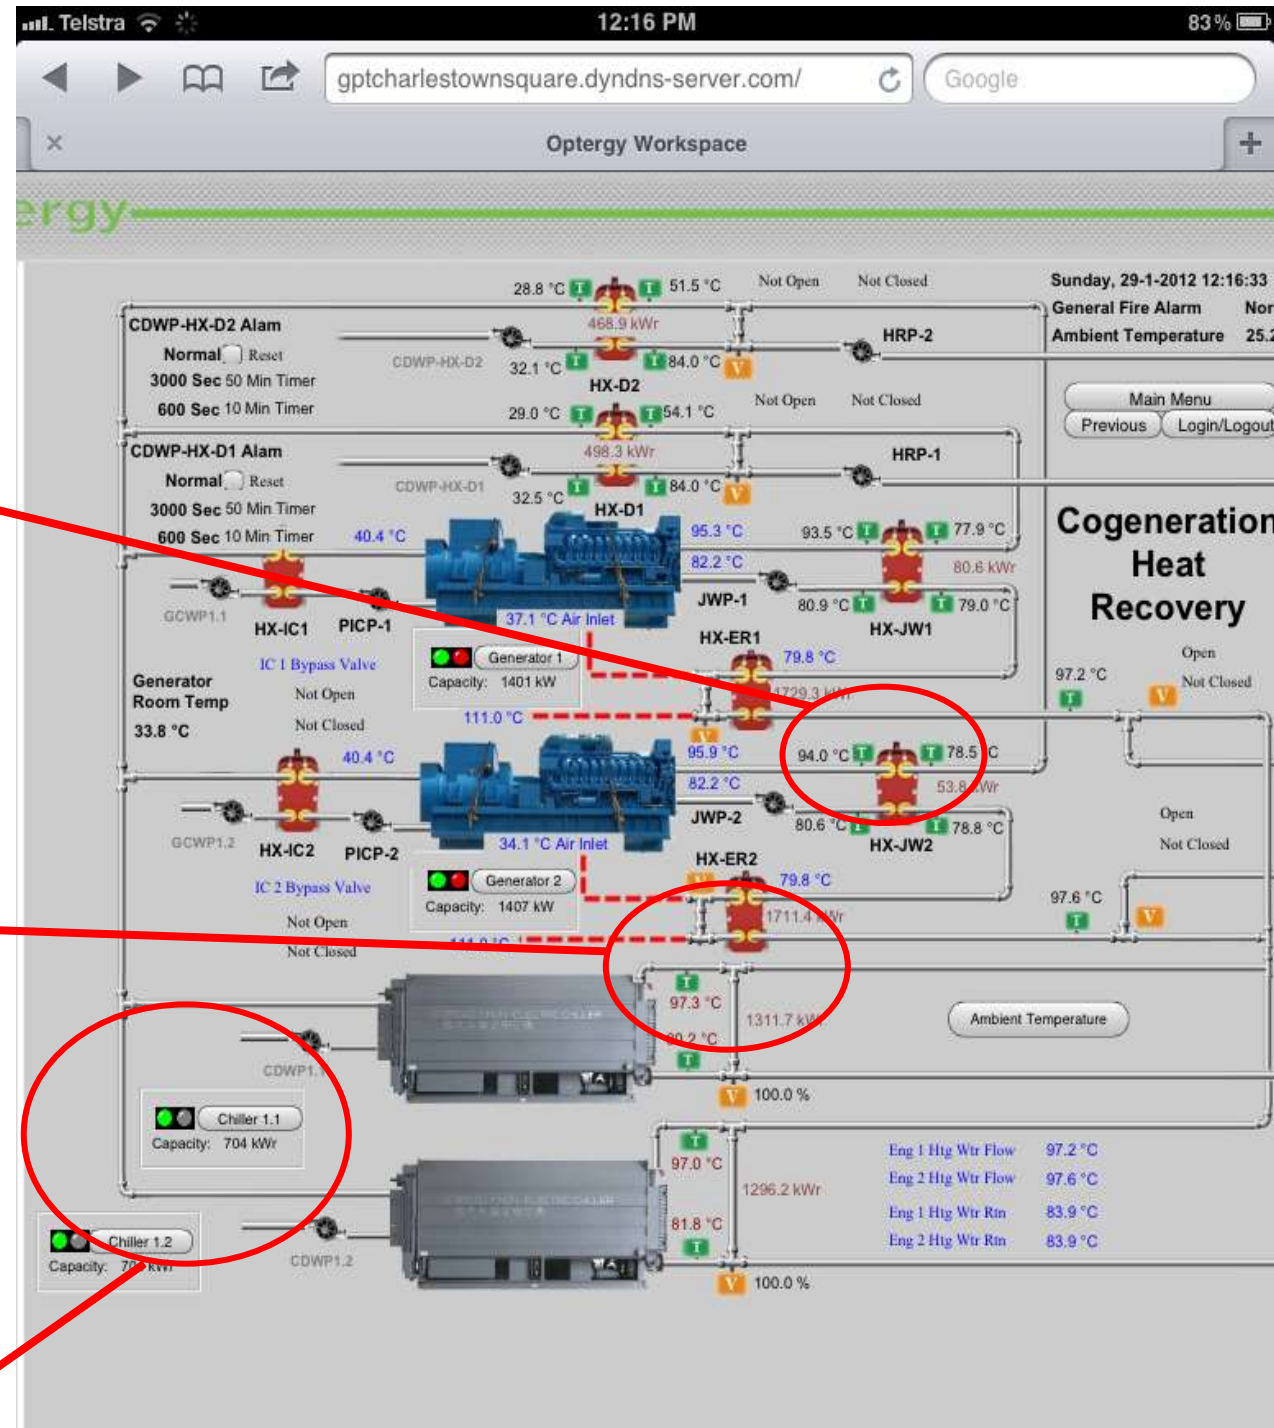 Telstra
12:16 PM
83%
gptcharlestownsquare.dyndns-server.com/
Google
Optergy Workspace
ergy
28.8 °C T T 51.5 °C Not Open Not Closed
Sunday, 29-1-2012 12:16:33
General Fire Alarm Nor
Ambient Temperature 25.2
CDWP-HX-D2 Alam
Normal Reset
3000 Sec 50 Min Timer
600 Sec 10 Min Timer
468.9 kWr
CDWP-HX-D2
32.1 °C T T 84.0 °C V
HX-D2
HRP-2
Main Menu
Previous Login/Logout
29.0 °C T T 54.1 °C Not Open Not Closed
CDWP-HX-D1 Alam
Normal Reset
3000 Sec 50 Min Timer
600 Sec 10 Min Timer
498.3 kWr
CDWP-HX-D1
32.5 °C T T 84.0 °C V
HX-D1
HRP-1
Cogeneration
Heat
Recovery
40.4 °C
95.3 °C
82.2 °C
93.5 °C T T 77.9 °C
80.6 kWr
JWP-1
80.9 °C T T 79.0 °C
HX-JW1
GCWP1.1
HX-IC1
PICP-1
37.1 °C Air Inlet
HX-ER1
79.8 °C
IC 1 Bypass Valve
Generator 1
Capacity: 1401 kW
Generator
Room Temp
33.8 °C
Not Open
Not Closed
111.0 °C
V
97.2 °C
T
V
Open
Not Closed
40.4 °C
95.9 °C
82.2 °C
94.0 °C T T 78.5 °C
JWP-2
80.6 °C T T 78.8 °C
HX-JW2
GCWP1.2
HX-IC2
PICP-2
34.1 °C Air Inlet
HX-ER2
79.8 °C
V
Open
Not Closed
IC 2 Bypass Valve
Generator 2
Capacity: 1407 kW
Not Open
Not Closed
97.6 °C
T
V
T
97.3 °C
T
V 100.0 %
CDWP1.1
Ambient Temperature
Chiller 1.1
Capacity: 704 kWr
T
97.0 °C
1296.2 kWr
81.8 °C
T
V 100.0 %
Eng 1 Htg Wtr Flow 97.2 °C
Eng 2 Htg Wtr Flow 97.6 °C
Eng 1 Htg Wtr Rtn 83.9 °C
Eng 2 Htg Wtr Rtn 83.9 °C
Chiller 1.2
Capacity:
CDWP1.2